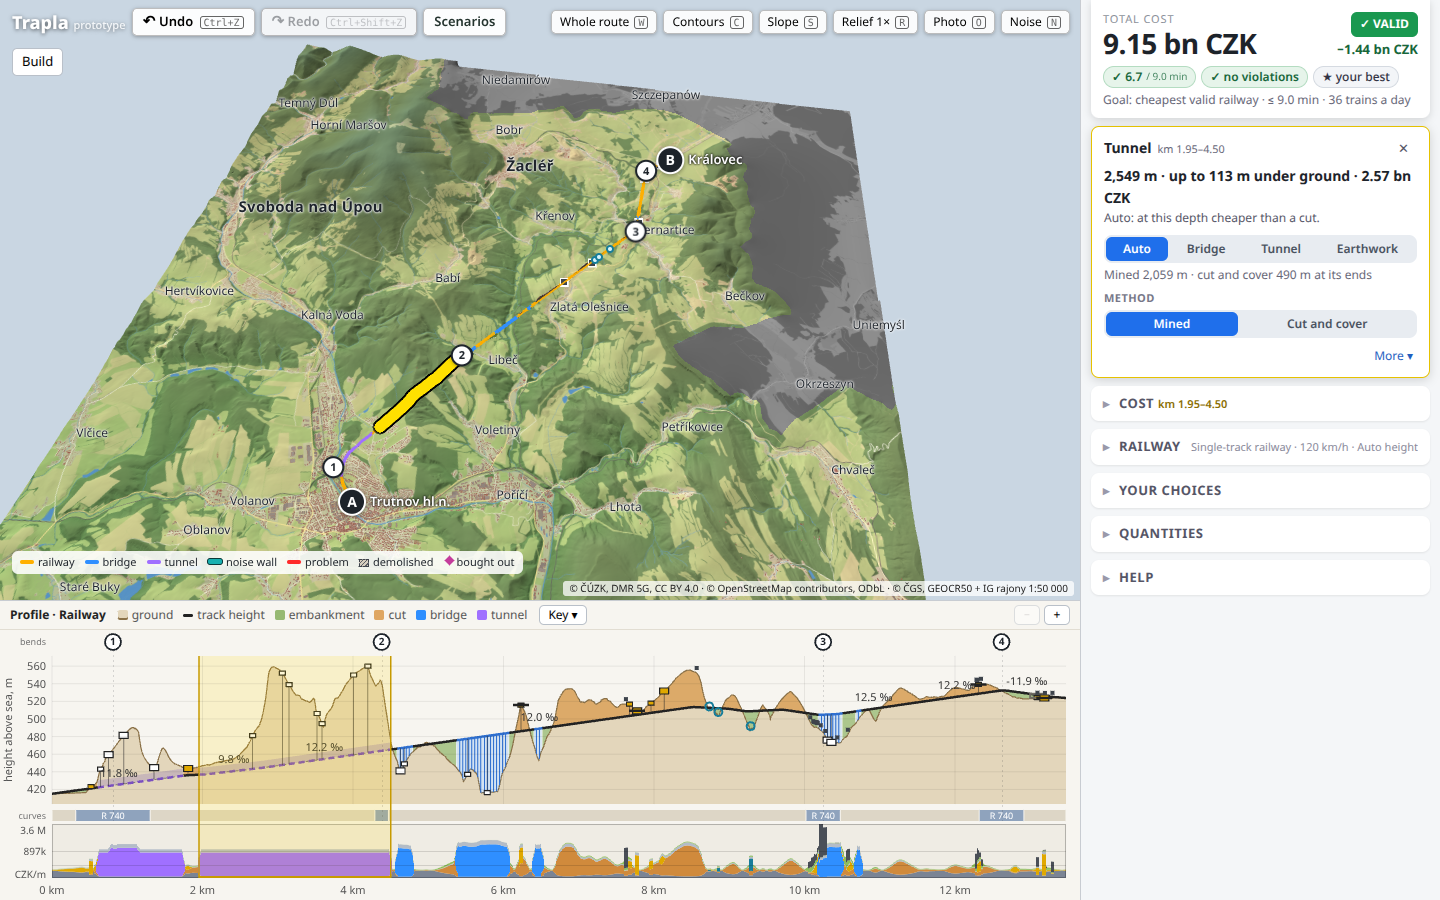 Trapla prototype
↶ Undo Ctrl+Z
↷ Redo Ctrl+Shift+Z
Scenarios
Whole route W
Contours C
Slope S
Relief 1× R
Photo O
Noise N
Build
Niedamirów
Szczepanów
Temný Důl
Horní Maršov
Bobr
Žacléř
B Královec
4
Svoboda nad Úpou
Křenov
3
ernartice
Babí
Hertvíkovice
Zlatá Olešnice
Bečkov
Kalná Voda
Uniemyśl
2
Libeč
Okrzeszyn
Vlčice
Voletiny
Petříkovice
1
Chvaleč
Volanov
A Trutnov hl.n.
Poříčí
Lhota
Oblanov
Staré Buky
railway
bridge
tunnel
noise wall
problem
demolished
bought out
© ČÚZK, DMR 5G, CC BY 4.0 · © OpenStreetMap contributors, ODbL · © ČGS, GEOCR50 + IG rajony 1:50 000
TOTAL COST
✓ VALID
9.15 bn CZK
−1.44 bn CZK
✓ 6.7 / 9.0 min
✓ no violations
★ your best
Goal: cheapest valid railway · ≤ 9.0 min · 36 trains a day
Tunnel km 1.95–4.50 ✕
2,549 m · up to 113 m under ground · 2.57 bn
CZK
Auto: at this depth cheaper than a cut.
Auto
Bridge
Tunnel
Earthwork
Mined 2,059 m · cut and cover 490 m at its ends
METHOD
Mined
Cut and cover
More ▾
▸ COST km 1.95–4.50
▸ RAILWAY Single-track railway · 120 km/h · Auto height
▸ YOUR CHOICES
▸ QUANTITIES
▸ HELP
Profile · Railway
ground
track height
embankment
cut
bridge
tunnel
Key ▾
−
+
bends
1
2
3
4
height above sea, m
560
540
520
500
480
460
440
420
11.8 ‰
9.8 ‰
12.2 ‰
12.0 ‰
12.5 ‰
12.2 ‰
-11.9 ‰
curves
R 740
R 740
R 740
3.6 M
897k
CZK/m
0 km
2 km
4 km
6 km
8 km
10 km
12 km